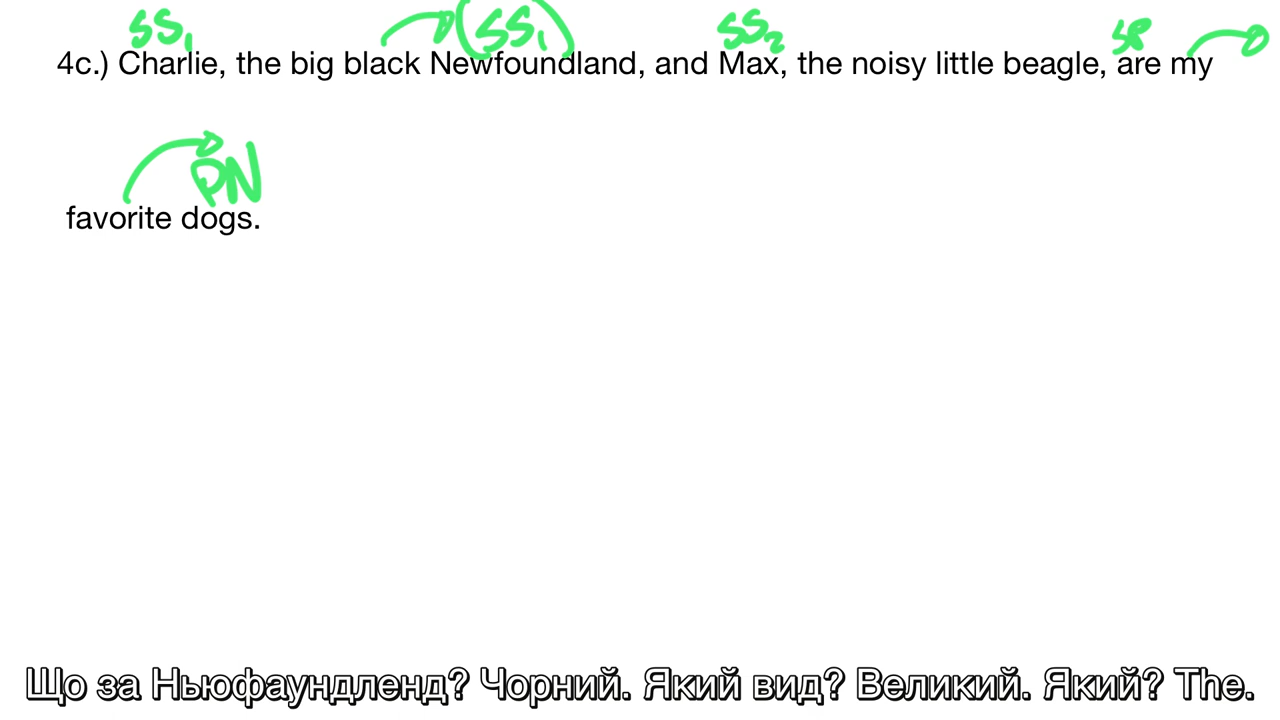 SS1 (SS1) SS2 SP
4c.) Charlie, the big black Newfoundland, and Max, the noisy little beagle, are my
PN
favorite dogs.
Що за Ньюфаундленд? Чорний. Який вид? Великий. Який? The.